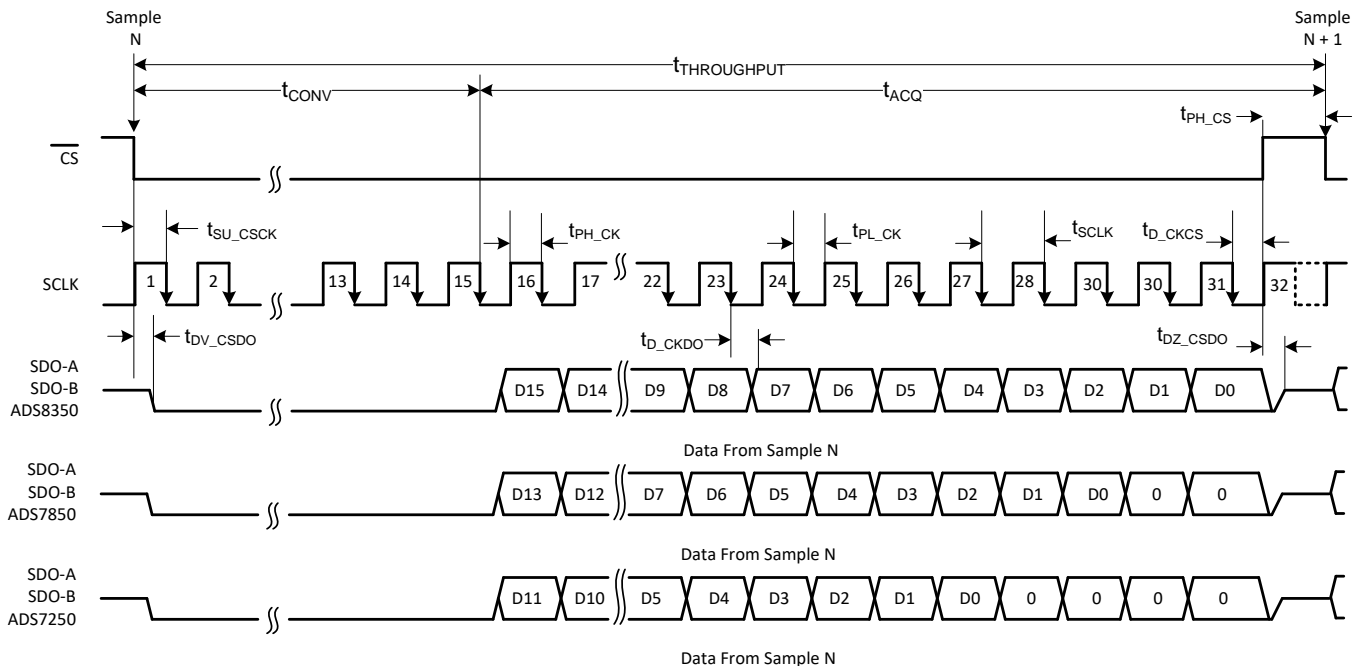 Sample
N
Sample
N + 1
tTHROUGHPUT
tCONV
tACQ
tPH_CS
CS
tSU_CSCK
tPH_CK
tPL_CK
tSCLK
tD_CKCS
SCLK
1 2 13 14 15 16 17 22 23 24 25 26 27 28 30 30 31 32
tDV_CSDO
tD_CKDO
tDZ_CSDO
SDO-A
SDO-B
ADS8350
D15 D14 D9 D8 D7 D6 D5 D4 D3 D2 D1 D0
Data From Sample N
SDO-A
SDO-B
ADS7850
D13 D12 D7 D6 D5 D4 D3 D2 D1 D0 0 0
Data From Sample N
SDO-A
SDO-B
ADS7250
D11 D10 D5 D4 D3 D2 D1 D0 0 0 0 0
Data From Sample N